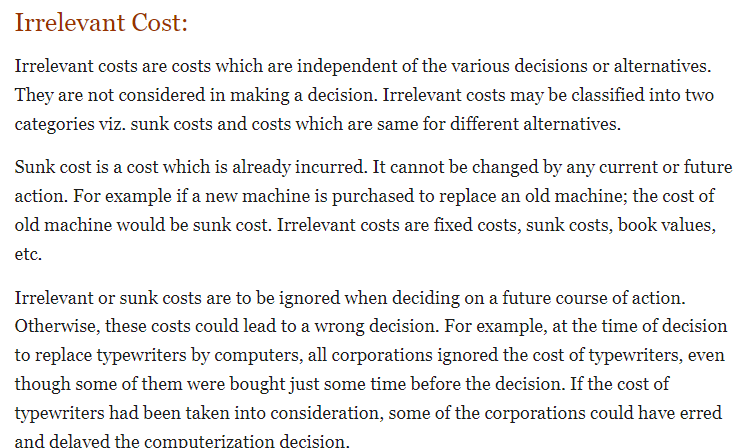 Irrelevant Cost:
Irrelevant costs are costs which are independent of the various decisions or alternatives.
They are not considered in making a decision. Irrelevant costs may be classified into two
categories viz. sunk costs and costs which are same for different alternatives.
Sunk cost is a cost which is already incurred. It cannot be changed by any current or future
action. For example if a new machine is purchased to replace an old machine; the cost of
old machine would be sunk cost. Irrelevant costs are fixed costs, sunk costs, book values,
etc.
Irrelevant or sunk costs are to be ignored when deciding on a future course of action.
Otherwise, these costs could lead to a wrong decision. For example, at the time of decision
to replace typewriters by computers, all corporations ignored the cost of typewriters, even
though some of them were bought just some time before the decision. If the cost of
typewriters had been taken into consideration, some of the corporations could have erred
and delayed the computerization decision.